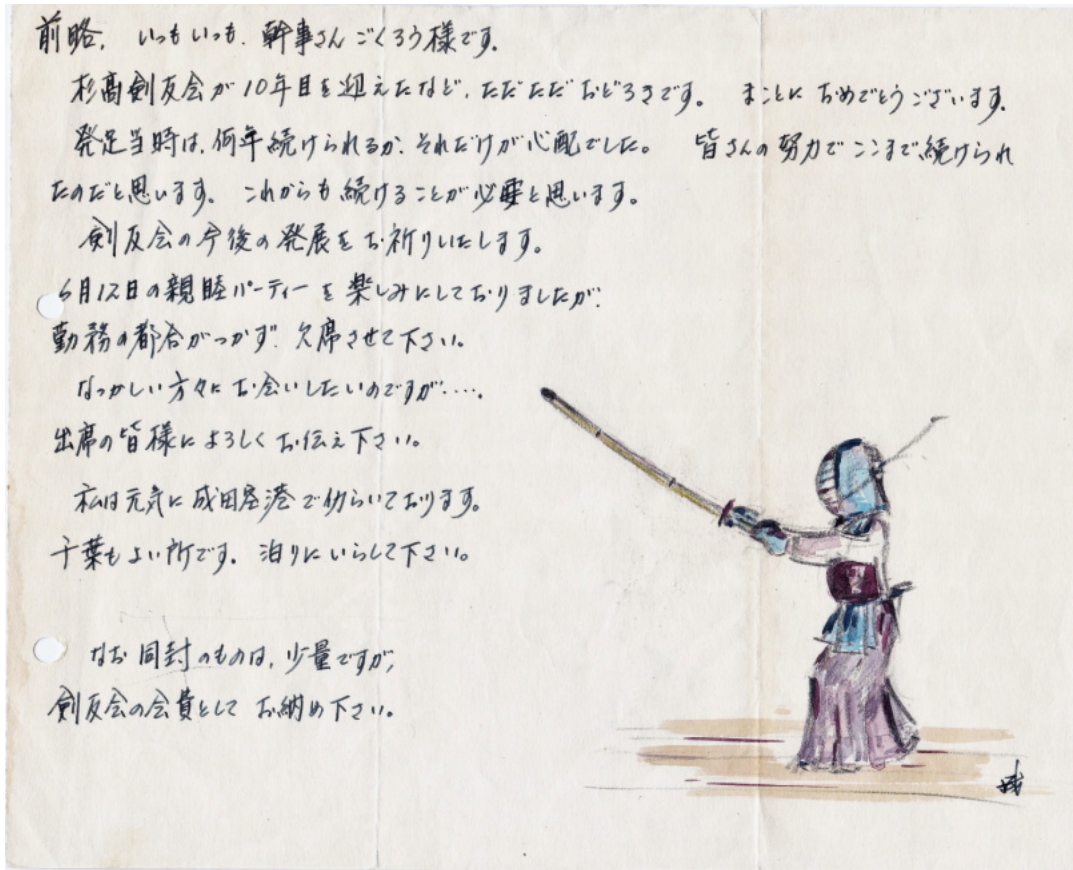 前略、いつもいつも、幹事さんごくろう様です。
杉高剣友会が10年目を迎えたなど、ただただおどろきです。 まことに おめでとうございます。
発足当時は、何年続けられるか、それだけが心配でした。 皆さんの努力でここまで、続けられ
たのだと思います。 これからも続けることが必要と思います。
剣友会の今後の発展をお祈りいたします。
6月12日の親睦パーティーを楽しみにしておりましたが、
勤務の都合がつかず、欠席させて下さい。
なつかしい方々にお会いしたいのですが‥‥。
出席の皆様によろしくお伝え下さい。
私は元気に成田空港で仂らいております。
千葉もよい所です。 泊りにいらして下さい。
なお同封のものは、少量ですが、
剣友会の会費として お納め下さい。